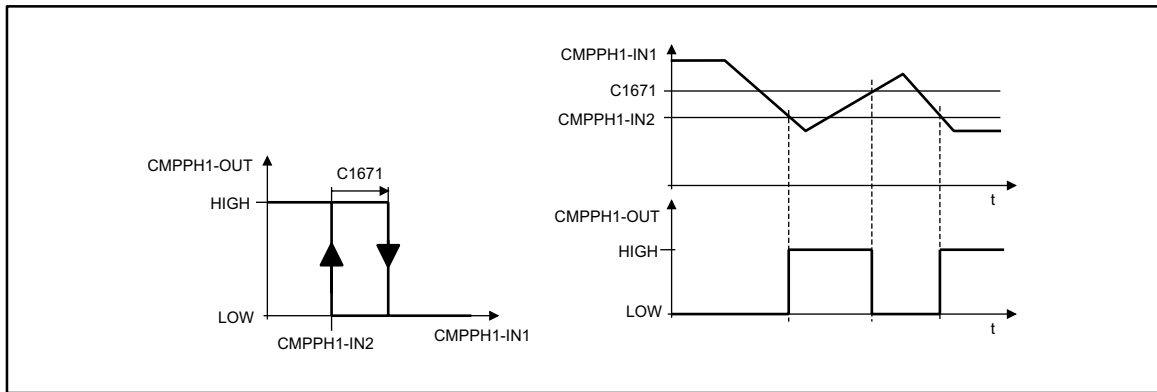 CMPPH1-OUT
C1671
HIGH
LOW
CMPPH1-IN2
CMPPH1-IN1
CMPPH1-IN1
C1671
CMPPH1-IN2
t
CMPPH1-OUT
HIGH
LOW
t